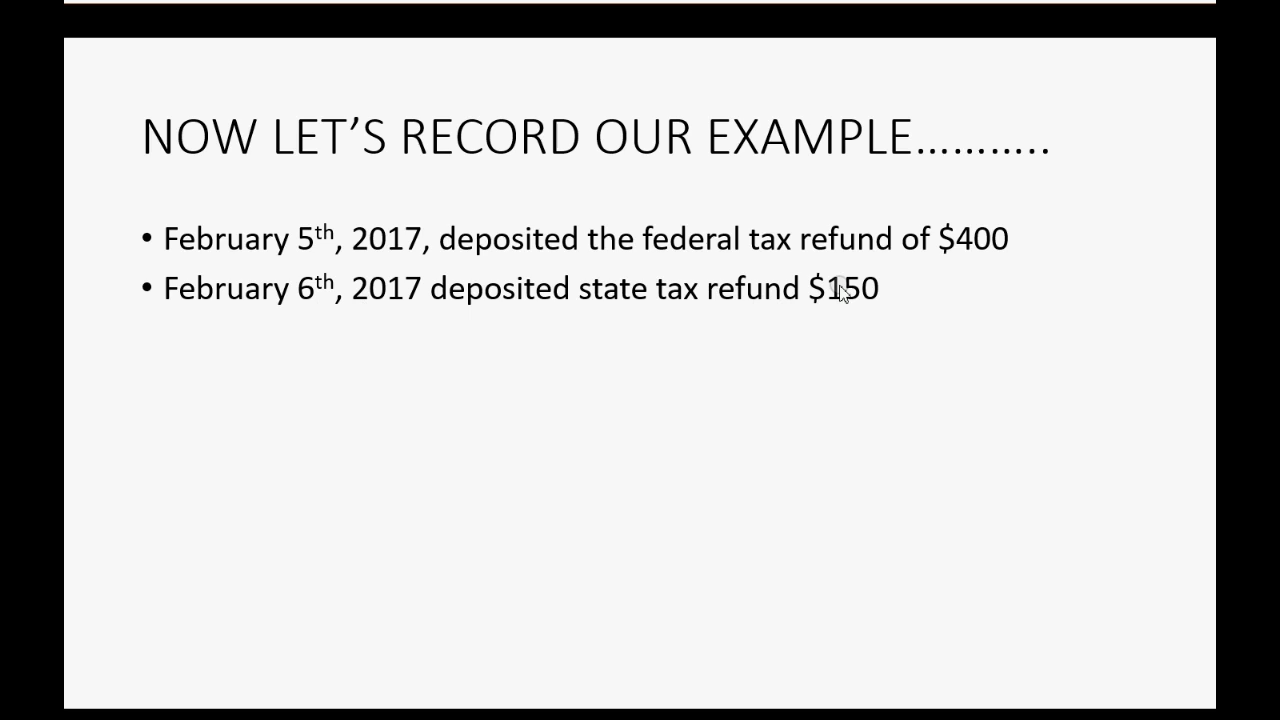 NOW LET’S RECORD OUR EXAMPLE………..
• February 5th, 2017, deposited the federal tax refund of $400
• February 6th, 2017 deposited state tax refund $150